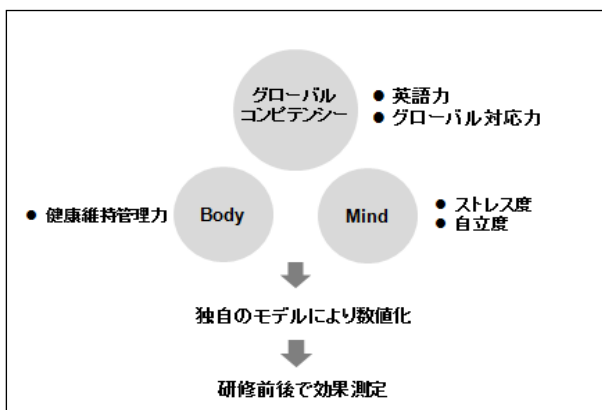 グローバル
コンピテンシー
● 英語力
● グローバル対応力
● 健康維持管理力
Body
Mind
● ストレス度
● 自立度
独自のモデルにより数値化
研修前後で効果測定